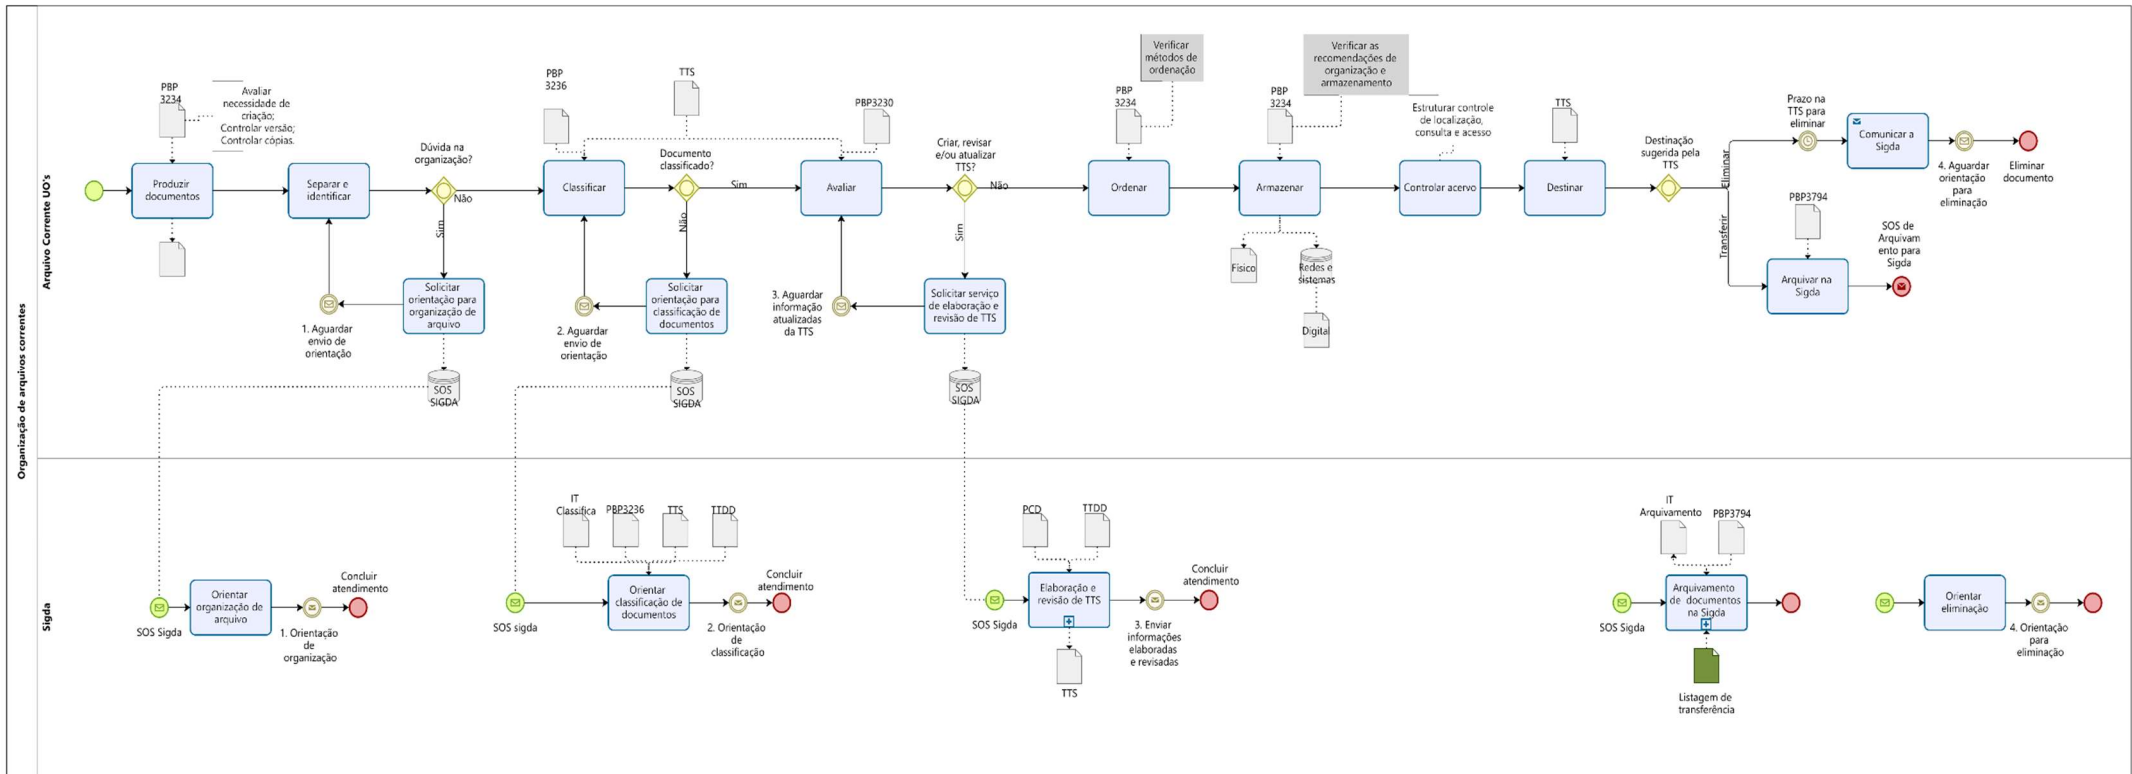 Organização de arquivos correntes
Arquivo Corrente UO's
PBP
3234
Avaliar
necessidade de
criação;
Controlar versão;
Controlar cópias.
Produzir
documentos
Separar e
identificar
Dúvida na
organização?
Não
Sim
Solicitar
orientação para
organização de
arquivo
1. Aguardar
envio de
orientação
SOS
SIGDA
PBP
3236
TTS
Classificar
Documento
classificado?
Sim
Não
Solicitar
orientação para
classificação de
documentos
2. Aguardar
envio de
orientação
SOS
SIGDA
PBP3230
Avaliar
Criar, revisar
e/ou atualizar
TTS?
Não
Sim
Solicitar serviço
de elaboração e
revisão de TTS
3. Aguardar
informação
atualizadas
da TTS
SOS
SIGDA
Verificar
métodos de
ordenação
PBP
3234
Ordenar
Verificar as
recomendações de
organização e
armazenamento
PBP
3234
Armazenar
Físico
Redes e
sistemas
Digital
Estruturar controle
de localização,
consulta e acesso
Controlar acervo
TTS
Destinar
Destinação
sugerida pela
TTS
Eliminar
Transferir
Prazo na
TTS para
eliminar
Comunicar a
Sigda
4. Aguardar
orientação
para
eliminação
Eliminar
documento
PBP3794
Arquivar na
Sigda
SOS de
Arquivam
ento para
Sigda
Sigda
SOS Sigda
Orientar
organização de
arquivo
1. Orientação
de
organização
Concluir
atendimento
SOS sigda
IT
Classifica
PBP3236
TTS
TTDD
Orientar
classificação de
documentos
2. Orientação
de
classificação
Concluir
atendimento
SOS Sigda
PCD
TTDD
Elaboração e
revisão de TTS
TTS
3. Enviar
informações
elaboradas
e revisadas
Concluir
atendimento
SOS Sigda
IT
Arquivamento
PBP3794
Arquivamento
de documentos
na Sigda
Listagem de
transferência
Orientar
eliminação
4. Orientação
para
eliminação